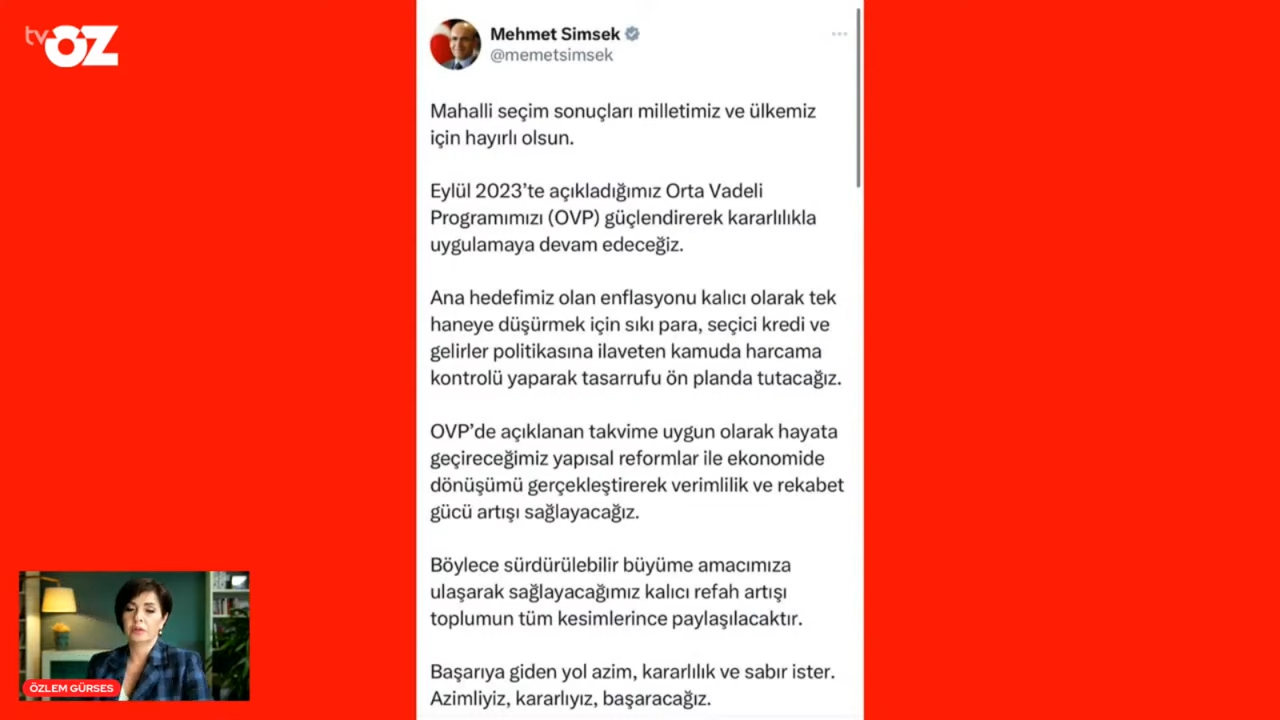 tv ÖZ
Mehmet Simsek
@memetsimsek
Mahalli seçim sonuçları milletimiz ve ülkemiz
için hayırlı olsun.
Eylül 2023’te açıkladığımız Orta Vadeli
Programımızı (OVP) güçlendirerek kararlılıkla
uygulamaya devam edeceğiz.
Ana hedefimiz olan enflasyonu kalıcı olarak tek
haneye düşürmek için sıkı para, seçici kredi ve
gelirler politikasına ilaveten kamuda harcama
kontrolü yaparak tasarrufu ön planda tutacağız.
OVP’de açıklanan takvime uygun olarak hayata
geçireceğimiz yapısal reformlar ile ekonomide
dönüşümü gerçekleştirerek verimlilik ve rekabet
gücü artışı sağlayacağız.
Böylece sürdürülebilir büyüme amacımıza
ulaşarak sağlayacağımız kalıcı refah artışı
toplumun tüm kesimlerince paylaşılacaktır.
Başarıya giden yol azim, kararlılık ve sabır ister.
Azimliyiz, kararlıyız, başaracağız.
ÖZLEM GÜRSES